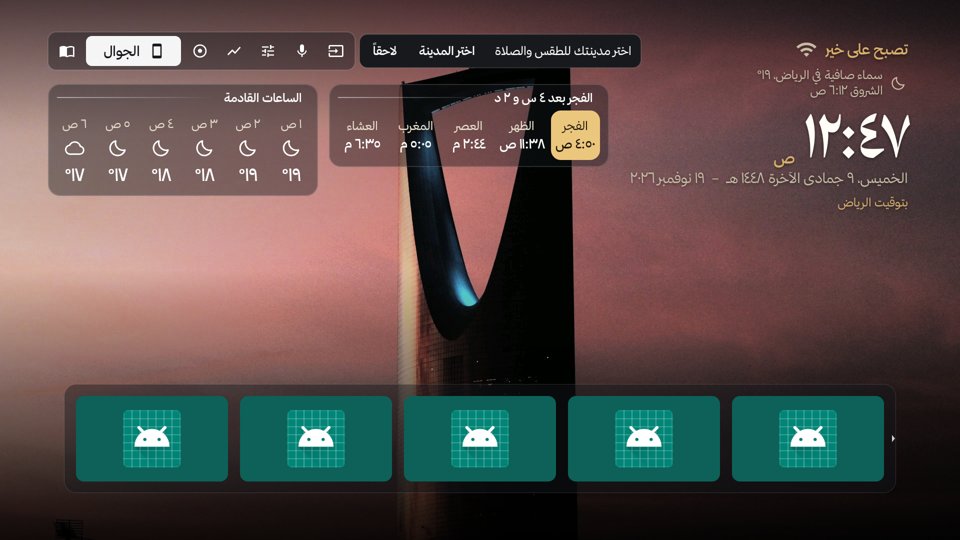 تصبح على خير
سماء صافية في الرياض، ١٩°
الشروق ٦:١٢ ص
١٢:٤٧ ص
الخميس، ٩ جمادى الآخرة ١٤٤٨ هـ – ١٩ نوفمبر ٢٠٢٦
بتوقيت الرياض
اختر مدينتك للطقس والصلاة اختر المدينة لاحقاً
الجوال
الفجر بعد ٤ س و ٢ د
الفجر الظهر العصر المغرب العشاء
٤:٥٠ ص ١١:٣٨ ص ٢:٤٤ م ٥:٠٥ م ٦:٣٥ م
الساعات القادمة
١ ص ٢ ص ٣ ص ٤ ص ٥ ص ٦ ص
١٩° ١٩° ١٨° ١٨° ١٧° ١٧°